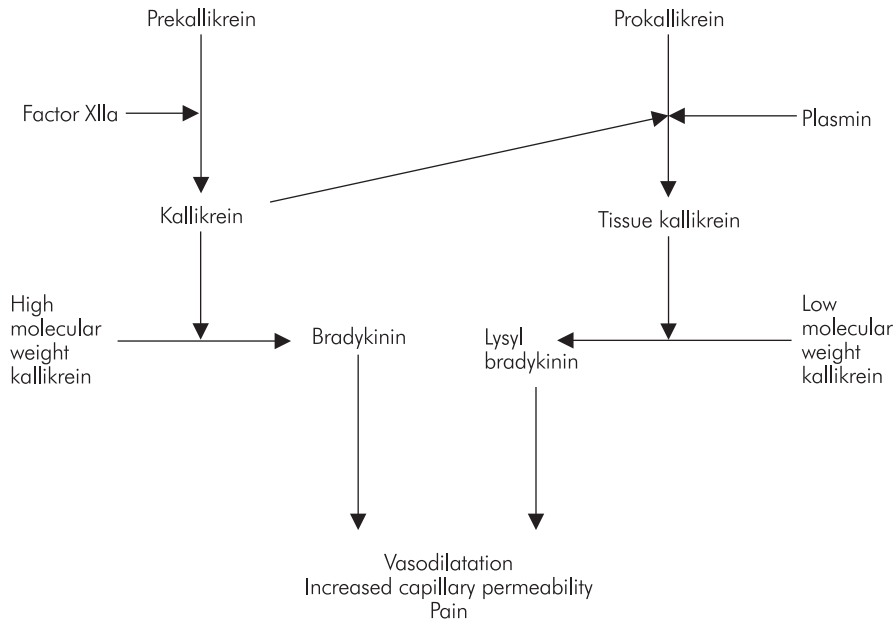 Prekallikrein
Prokallikrein
Factor XIIa
Plasmin
Kallikrein
Tissue kallikrein
High
molecular
weight
kallikrein
Bradykinin
Lysyl
bradykinin
Low
molecular
weight
kallikrein
Vasodilatation
Increased capillary permeability
Pain